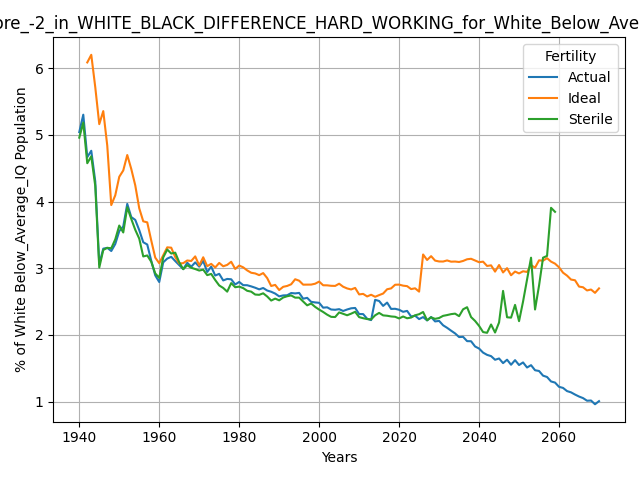 ore_-2_in_WHITE_BLACK_DIFFERENCE_HARD_WORKING_for_White_Below_Ave
Fertility
Actual
Ideal
Sterile
% of White Below_Average_IQ Population
6
5
4
3
2
1
1940 1960 1980 2000 2020 2040 2060
Years